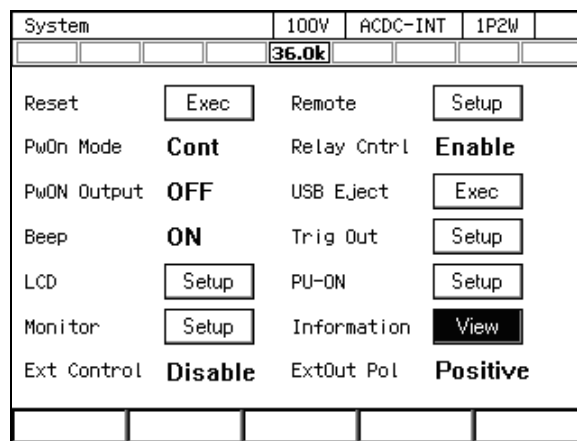 System 100V ACDC-INT 1P2W
36.0k
Reset Exec Remote Setup
PwOn Mode Cont Relay Cntrl Enable
PwON Output OFF USB Eject Exec
Beep ON Trig Out Setup
LCD Setup PU-ON Setup
Monitor Setup Information View
Ext Control Disable ExtOut Pol Positive